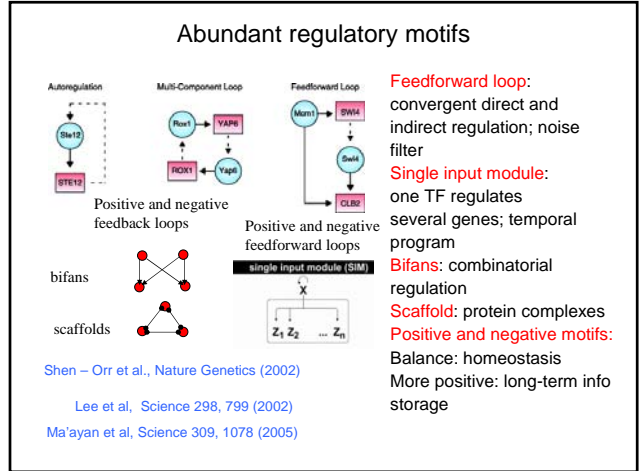 Abundant regulatory motifs
Autoregulation
Multi-Component Loop
Feedforward Loop
Ste12
STE12
Rox1
YAP6
ROX1
Yap6
Mcm1
SWI4
Swi4
CLB2
Positive and negative
feedback loops
Positive and negative
feedforward loops
bifans
scaffolds
single input module (SIM)
X
Z1 Z2 ... Zn
Shen – Orr et al., Nature Genetics (2002)
Lee et al, Science 298, 799 (2002)
Ma'ayan et al, Science 309, 1078 (2005)
Feedforward loop:
convergent direct and
indirect regulation; noise
filter
Single input module:
one TF regulates
several genes; temporal
program
Bifans: combinatorial
regulation
Scaffold: protein complexes
Positive and negative motifs:
Balance: homeostasis
More positive: long-term info
storage